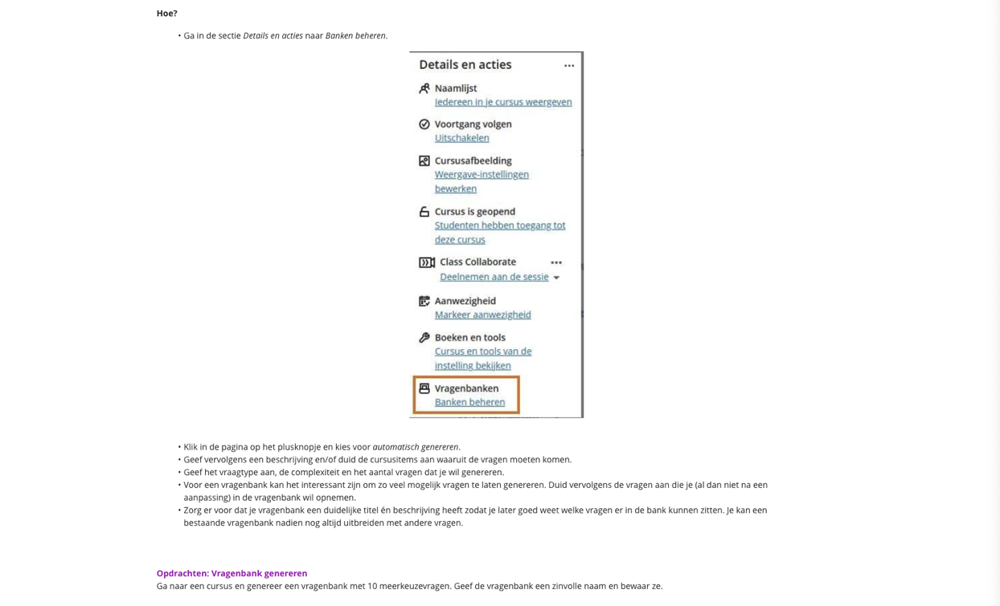 Hoe?
• Ga in de sectie Details en acties naar Banken beheren.
Details en acties ...
Naamlijst
Iedereen in je cursus weergeven
Voortgang volgen
Uitschakelen
Cursusafbeelding
Weergave-instellingen
bewerken
Cursus is geopend
Studenten hebben toegang tot
deze cursus
Class Collaborate ...
Deelnemen aan de sessie
Aanwezigheid
Markeer aanwezigheid
Boeken en tools
Cursus en tools van de
instelling bekijken
Vragenbanken
Banken beheren
• Klik in de pagina op het plusknopje en kies voor automatisch genereren.
• Geef vervolgens een beschrijving en/of duid de cursusitems aan waaruit de vragen moeten komen.
• Geef het vraagtype aan, de complexiteit en het aantal vragen dat je wil genereren.
• Voor een vragenbank kan het interessant zijn om zo veel mogelijk vragen te laten genereren. Duid vervolgens de vragen aan die je (al dan niet na een
aanpassing) in de vragenbank wil opnemen.
• Zorg er voor dat je vragenbank een duidelijke titel én beschrijving heeft zodat je later goed weet welke vragen er in de bank kunnen zitten. Je kan een
bestaande vragenbank nadien nog altijd uitbreiden met andere vragen.
Opdrachten: Vragenbank genereren
Ga naar een cursus en genereer een vragenbank met 10 meerkeuzevragen. Geef de vragenbank een zinvolle naam en bewaar ze.